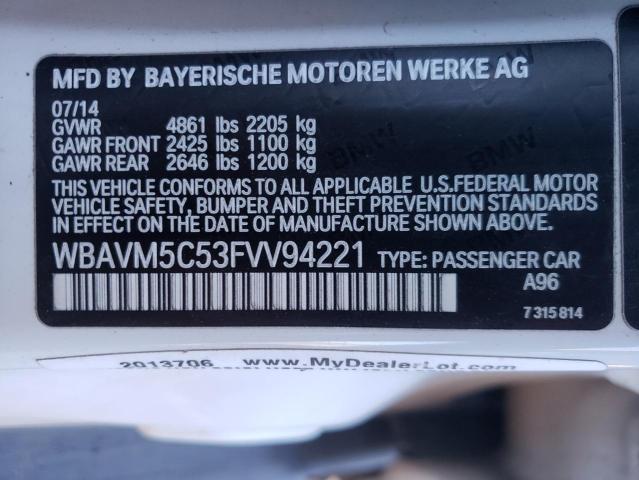 MFD BY BAYERISCHE MOTOREN WERKE AG
07/14
GVWR 4861 lbs 2205 kg
GAWR FRONT 2425 lbs 1100 kg
GAWR REAR 2646 lbs 1200 kg
THIS VEHICLE CONFORMS TO ALL APPLICABLE U.S.FEDERAL MOTOR
VEHICLE SAFETY, BUMPER AND THEFT PREVENTION STANDARDS
IN EFFECT ON THE DATE OF MANUFACTURE SHOWN ABOVE.
WBAVM5C53FVV94221 TYPE: PASSENGER CAR
A96
7 315 814
2013706 www.MyDealerLot.com